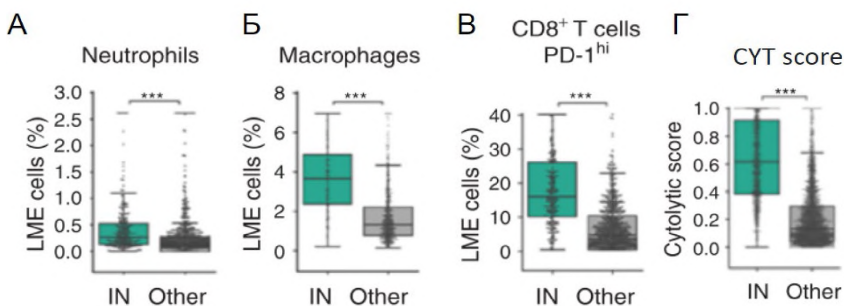 А
Neutrophils
***
LME cells (%)
3.0
2.5
2.0
1.5
1.0
0.5
0.0
IN Other
Б
Macrophages
***
LME cells (%)
8
6
4
2
0
IN Other
В
CD8⁺ T cells
PD-1ʰⁱ
***
LME cells (%)
40
30
20
10
0
IN Other
Г
CYT score
***
Cytolytic score
1.0
0.8
0.6
0.4
0.2
0.0
IN Other